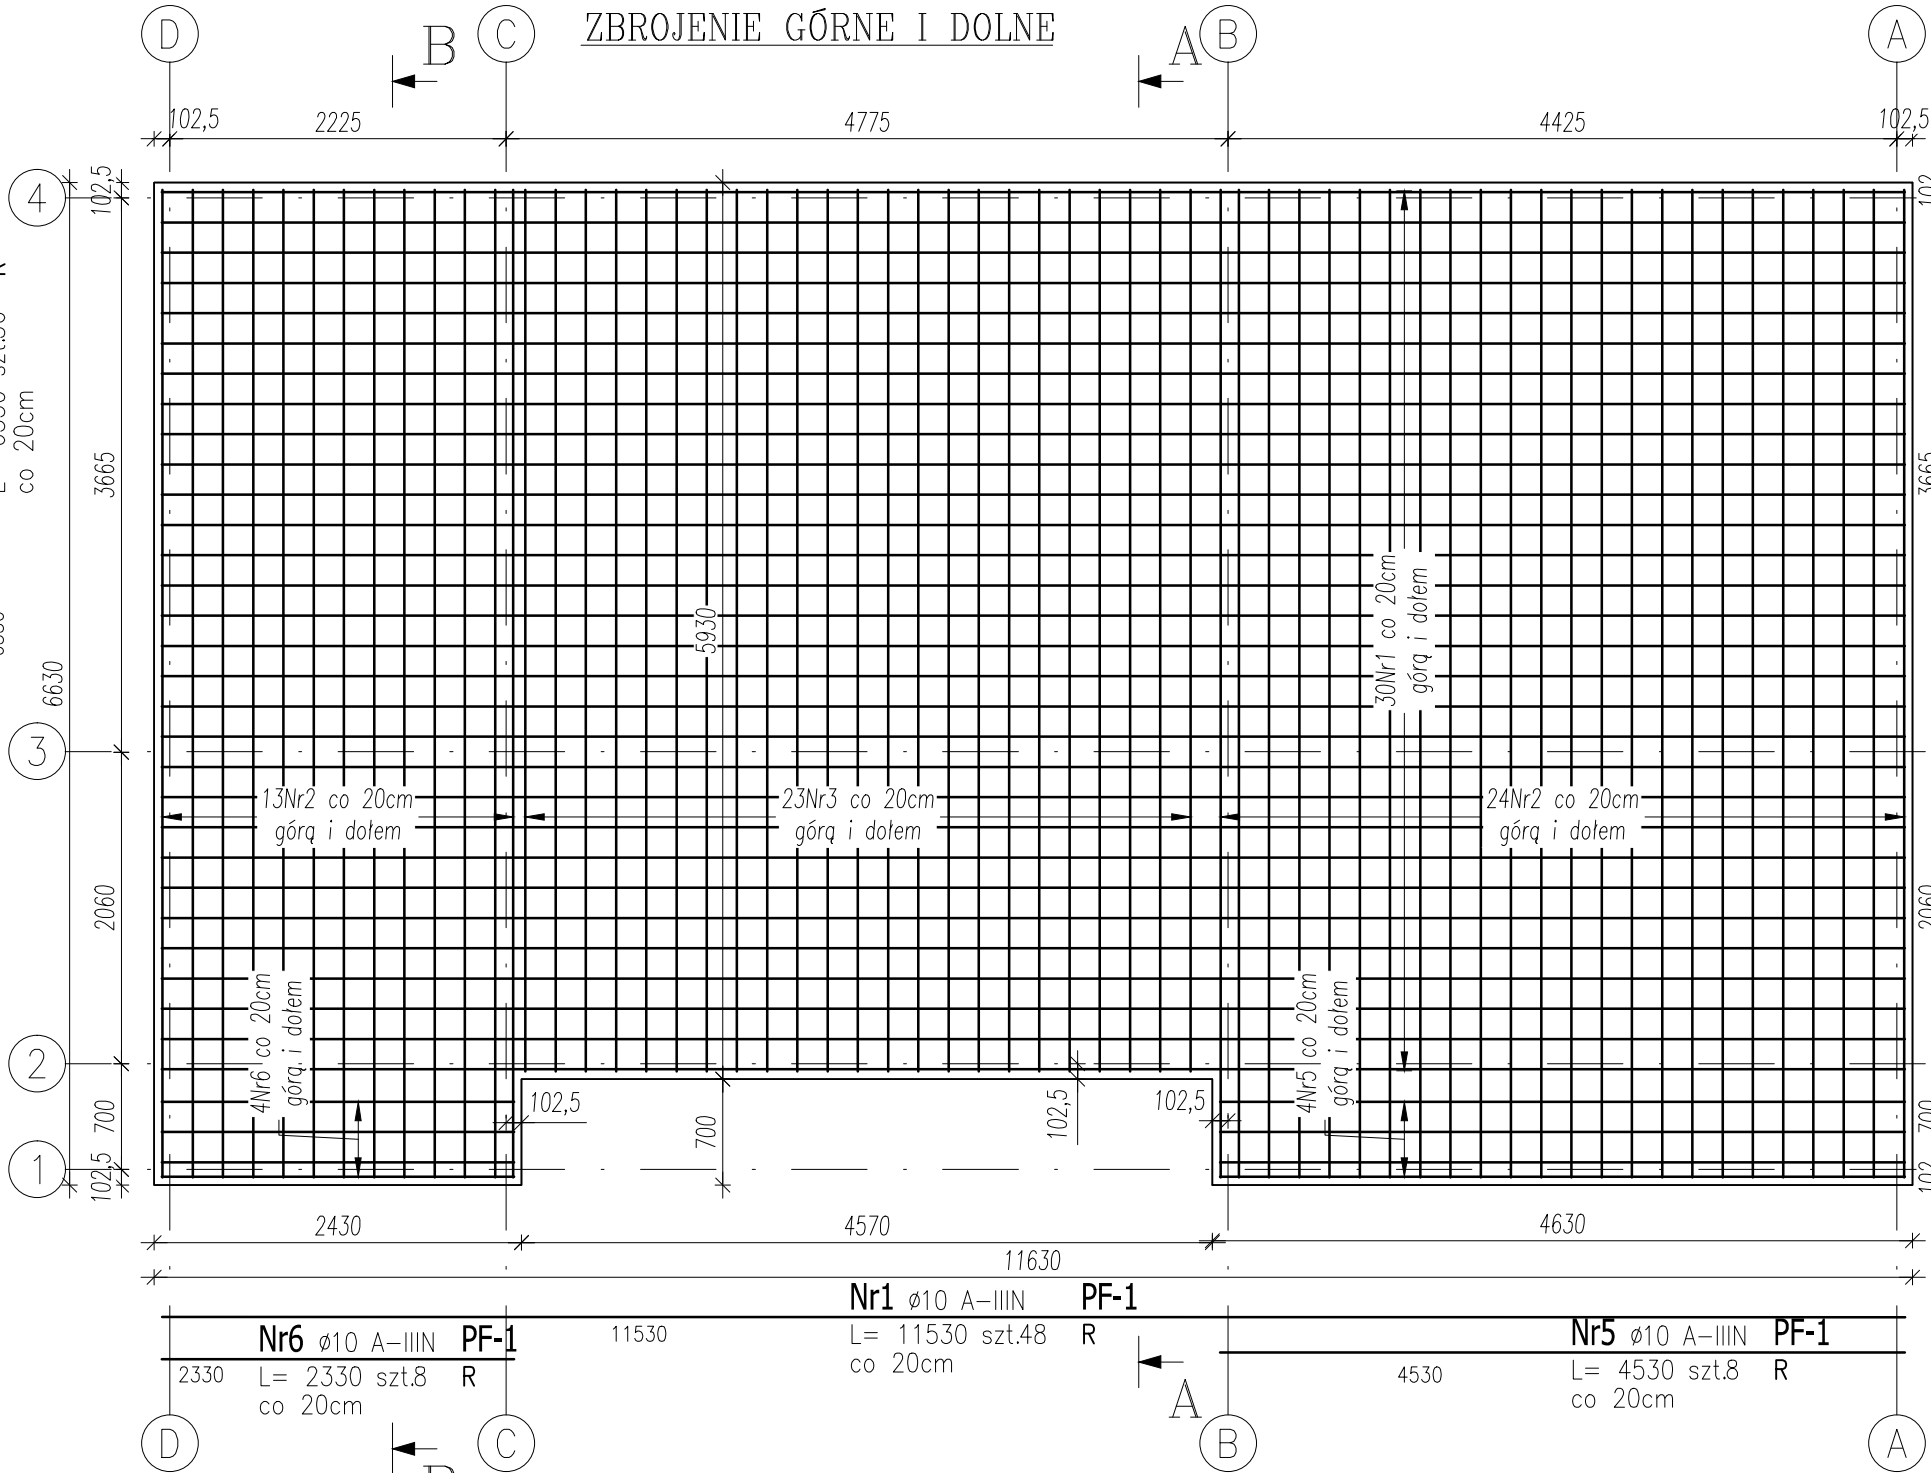 ZBROJENIE GÓRNE I DOLNE
D
B
C
A
B
A
102,5
2225
4775
4425
102,5
4
102,5
102
co 20cm
3665
3665
6630
5930
30Nr1 co 20cm
górą i dołem
3
13Nr2 co 20cm
górą i dołem
23Nr3 co 20cm
górą i dołem
24Nr2 co 20cm
górą i dołem
2060
2060
4Nr6 co 20cm
górą i dołem
4Nr5 co 20cm
górą i dołem
2
700
102,5
700
102,5
102,5
700
1
102,5
102
2430
4570
4630
11630
Nr1 ø10 A-IIIN PF-1
11530
L= 11530 szt.48 R
co 20cm
Nr6 ø10 A-IIIN PF-1
2330
L= 2330 szt.8 R
co 20cm
Nr5 ø10 A-IIIN PF-1
4530
L= 4530 szt.8 R
co 20cm
A
D
C
B
A